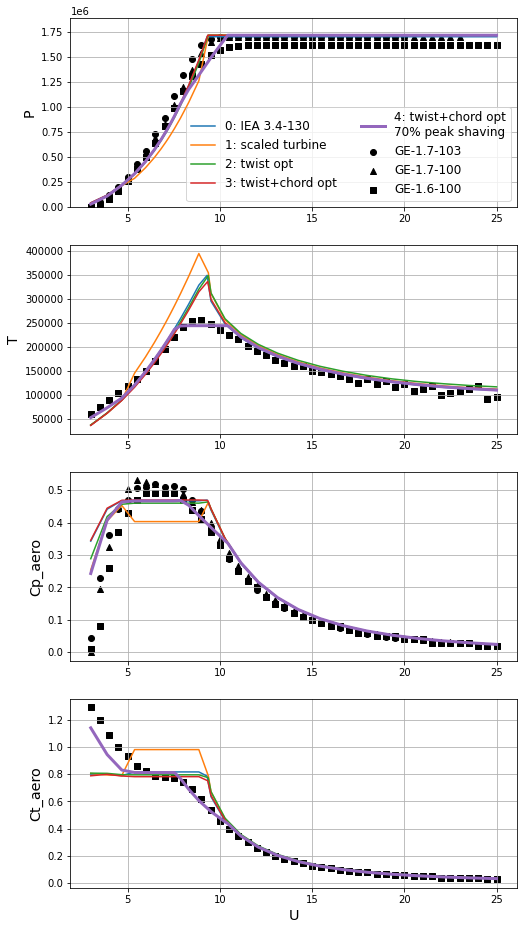 1e6
1.75
1.50
1.25
1.00
0.75
0.50
0.25
0.00
P
0: IEA 3.4-130
1: scaled turbine
2: twist opt
3: twist+chord opt
4: twist+chord opt
70% peak shaving
GE-1.7-103
GE-1.7-100
GE-1.6-100
5 10 15 20 25
400000
350000
300000
250000
200000
150000
100000
50000
T
5 10 15 20 25
0.5
0.4
0.3
0.2
0.1
0.0
Cp_aero
5 10 15 20 25
1.2
1.0
0.8
0.6
0.4
0.2
0.0
Ct_aero
5 10 15 20 25
U